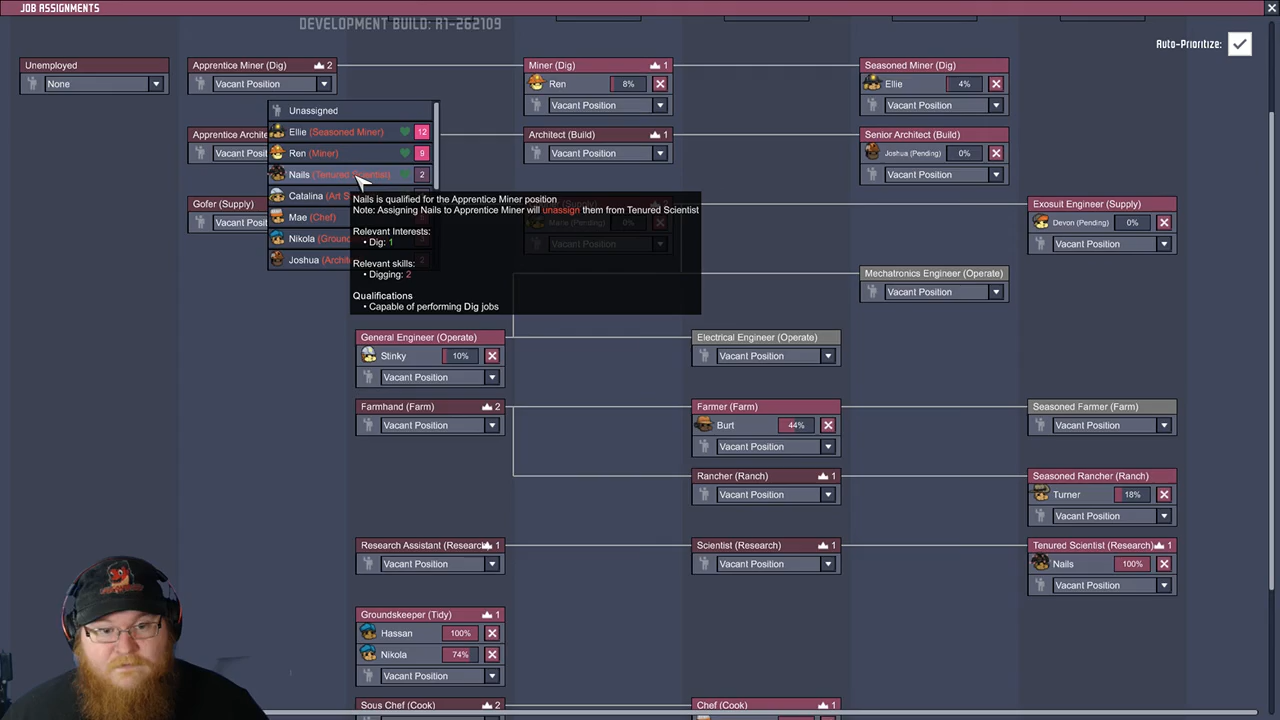 JOB ASSIGNMENTS
DEVELOPMENT BUILD: R1-262109
Auto-Prioritize:
Unemployed
None
Apprentice Miner (Dig) 2
Vacant Position
Miner (Dig) 1
Ren 8%
Vacant Position
Seasoned Miner (Dig)
Ellie 4%
Vacant Position
Unassigned
Ellie (Seasoned Miner) 12
Ren (Miner) 9
Nails (Tenured Scientist) 2
Catalina (Art S
Mae (Chef)
Nikola (Ground
Joshua (Archit
Apprentice Archite
Vacant Posit
Architect (Build) 1
Vacant Position
Senior Architect (Build)
Joshua (Pending) 0%
Vacant Position
Nails is qualified for the Apprentice Miner position
Note: Assigning Nails to Apprentice Miner will unassign them from Tenured Scientist
Relevant Interests:
• Dig: 1
Relevant skills:
• Digging: 2
Qualifications
• Capable of performing Dig jobs
Gofer (Supply)
Vacant Posit
Exosuit Engineer (Supply)
Devon (Pending) 0%
Vacant Position
Mechatronics Engineer (Operate)
Vacant Position
General Engineer (Operate)
Stinky 10%
Vacant Position
Electrical Engineer (Operate)
Vacant Position
Farmhand (Farm) 2
Vacant Position
Farmer (Farm)
Burt 44%
Vacant Position
Seasoned Farmer (Farm)
Vacant Position
Rancher (Ranch) 1
Vacant Position
Seasoned Rancher (Ranch)
Turner 18%
Vacant Position
Research Assistant (Research 1
Vacant Position
Scientist (Research) 1
Vacant Position
Tenured Scientist (Research) 1
Nails 100%
Vacant Position
Groundskeeper (Tidy) 1
Hassan 100%
Nikola 74%
Vacant Position
Sous Chef (Cook) 2
Chef (Cook) 1